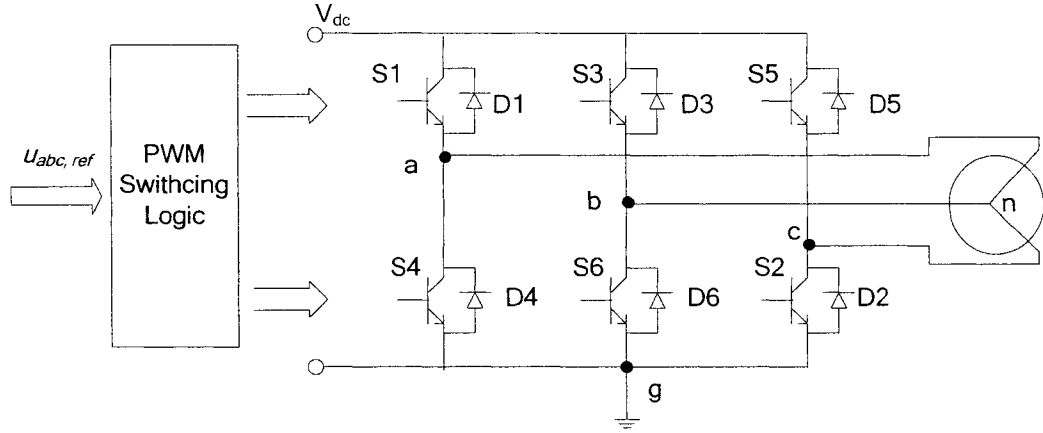 V_dc
S1
D1
S3
D3
S5
D5
u_abc, ref
PWM
Swithcing
Logic
a
b
c
n
S4
D4
S6
D6
S2
D2
g